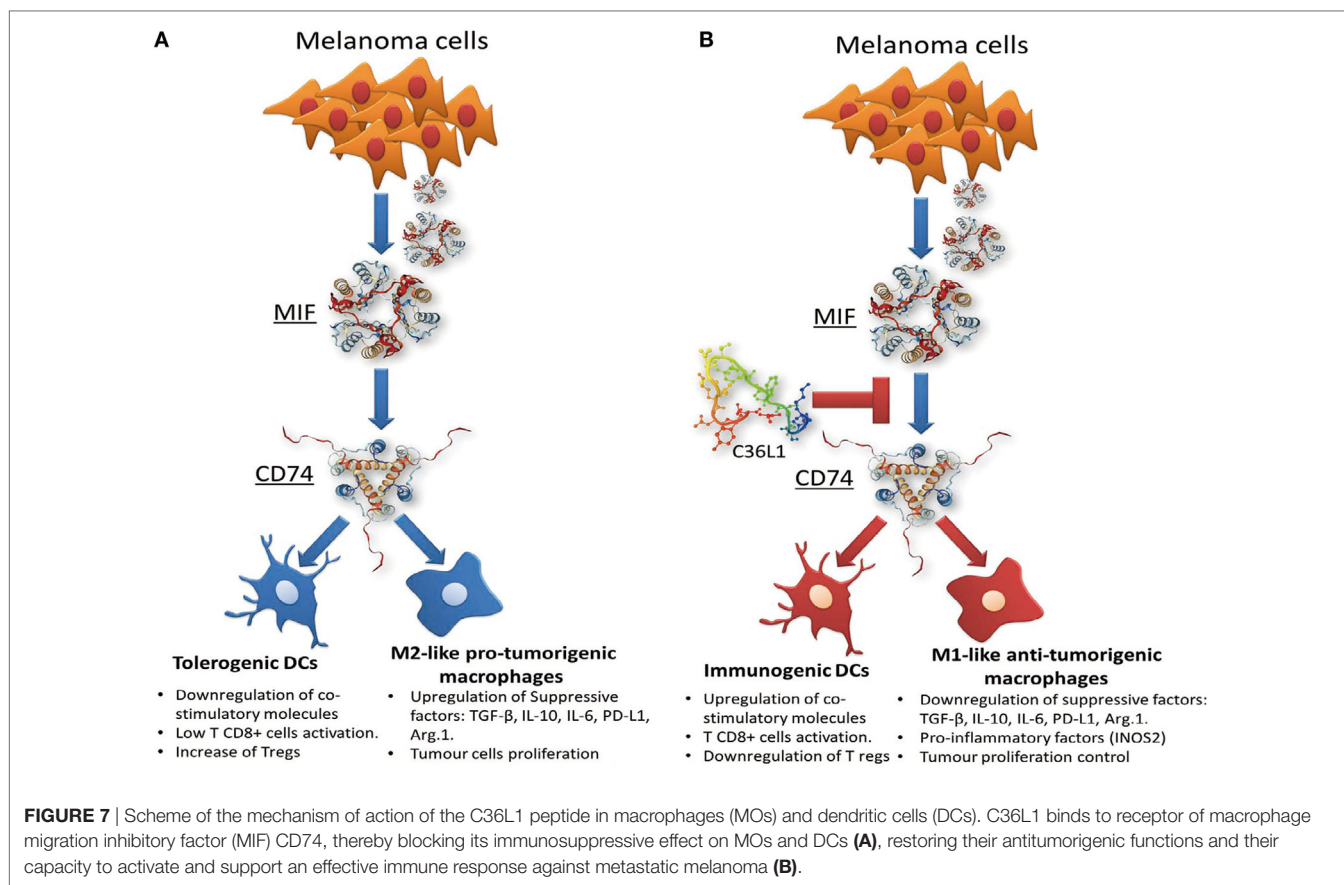 A
Melanoma cells
MIF
CD74
Tolerogenic DCs
• Downregulation of co-
stimulatory molecules
• Low T CD8+ cells activation.
• Increase of Tregs
M2-like pro-tumorigenic
macrophages
• Upregulation of Suppressive
factors: TGF-β, IL-10, IL-6, PD-L1,
Arg.1.
• Tumour cells proliferation
B
Melanoma cells
MIF
C36L1
CD74
Immunogenic DCs
• Upregulation of co-
stimulatory molecules
• T CD8+ cells activation.
• Downregulation of T regs
M1-like anti-tumorigenic
macrophages
• Downregulation of suppressive factors:
TGF-β, IL-10, IL-6, PD-L1, Arg.1.
• Pro-inflammatory factors (INOS2)
• Tumour proliferation control
FIGURE 7 | Scheme of the mechanism of action of the C36L1 peptide in macrophages (MOs) and dendritic cells (DCs). C36L1 binds to receptor of macrophage
migration inhibitory factor (MIF) CD74, thereby blocking its immunosuppressive effect on MOs and DCs (A), restoring their antitumorigenic functions and their
capacity to activate and support an effective immune response against metastatic melanoma (B).